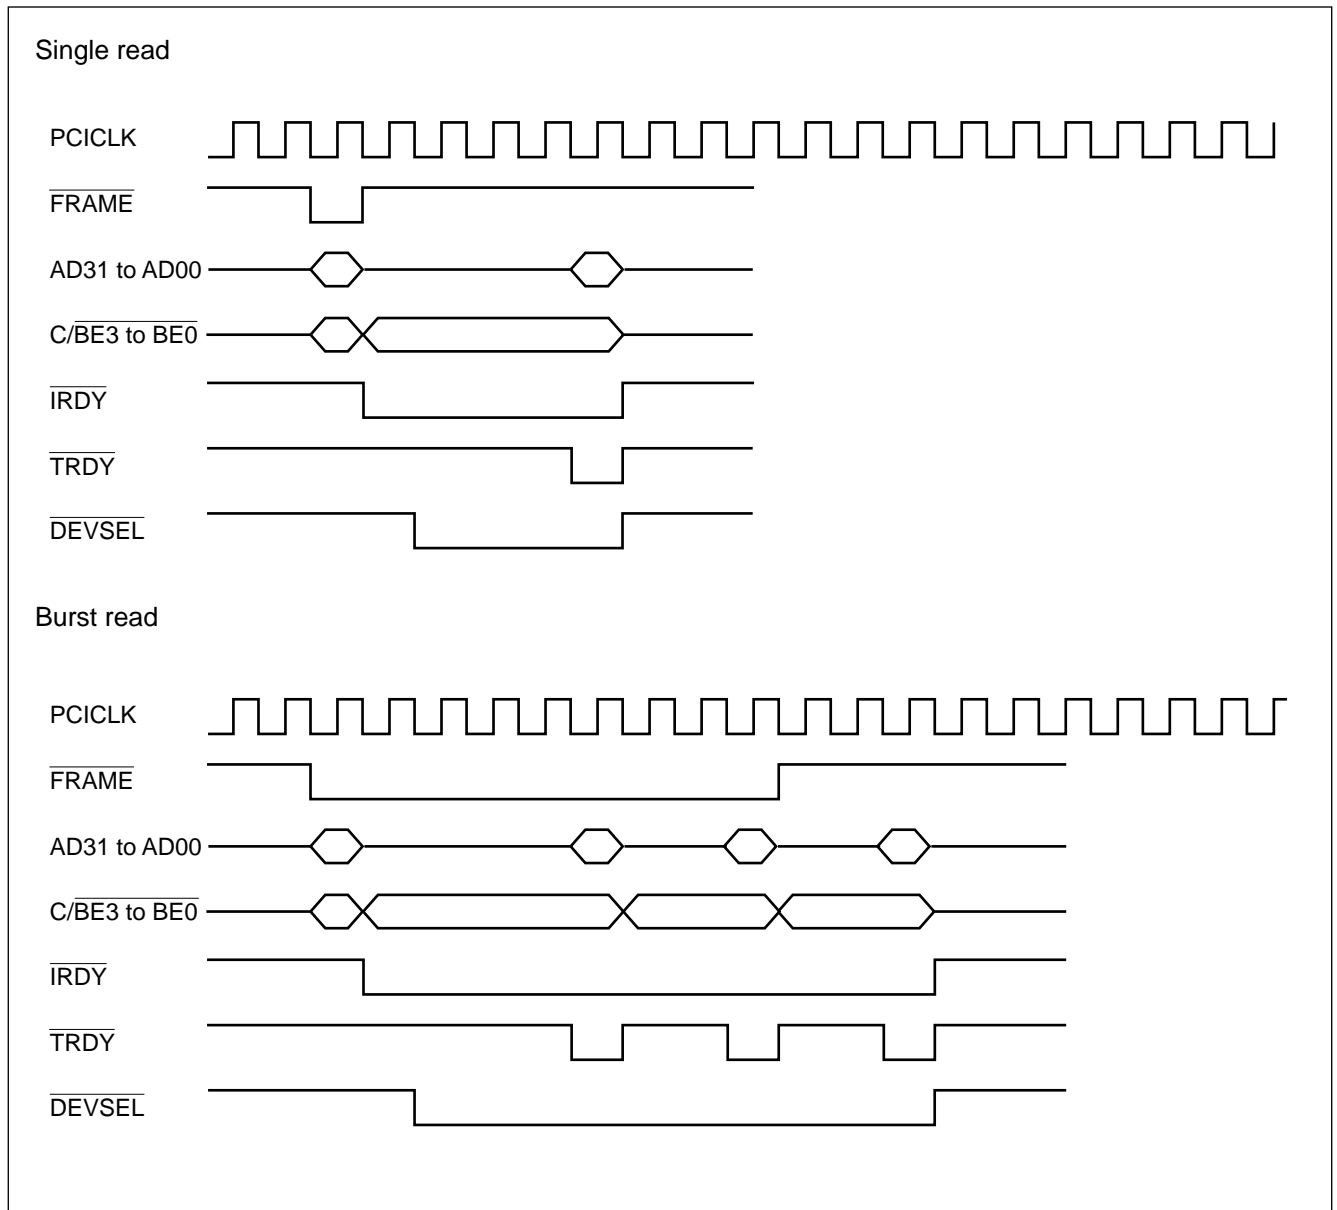 Single read
PCICLK
FRAME
AD31 to AD00
C/BE3 to BE0
IRDY
TRDY
DEVSEL
Burst read
PCICLK
FRAME
AD31 to AD00
C/BE3 to BE0
IRDY
TRDY
DEVSEL